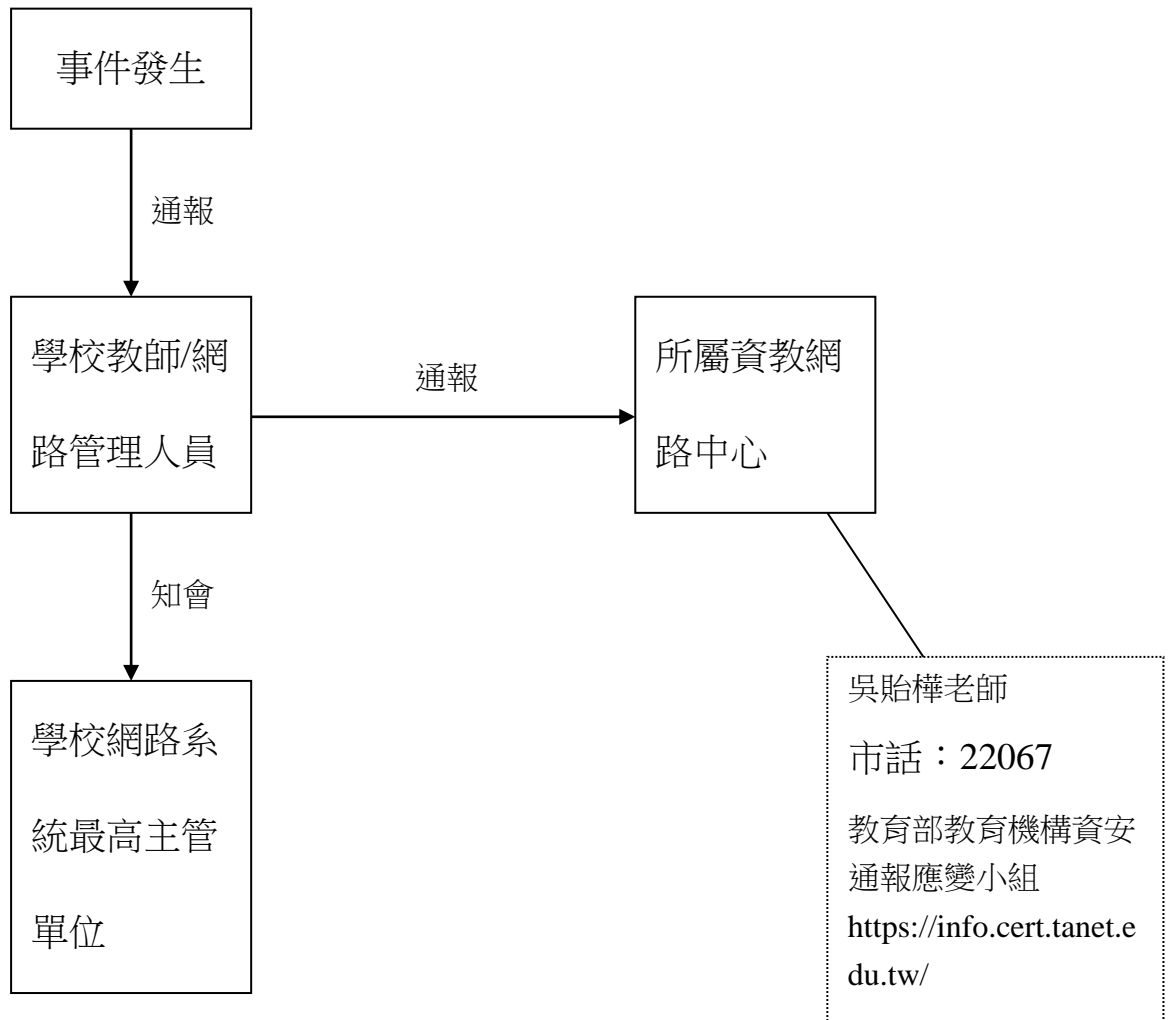 事件發生
通報
學校教師/網
路管理人員
通報
所屬資教網
路中心
知會
學校網路系
統最高主管
單位
吳貽樺老師
市話：22067
教育部教育機構資安
通報應變小組
https://info.cert.tanet.e
du.tw/